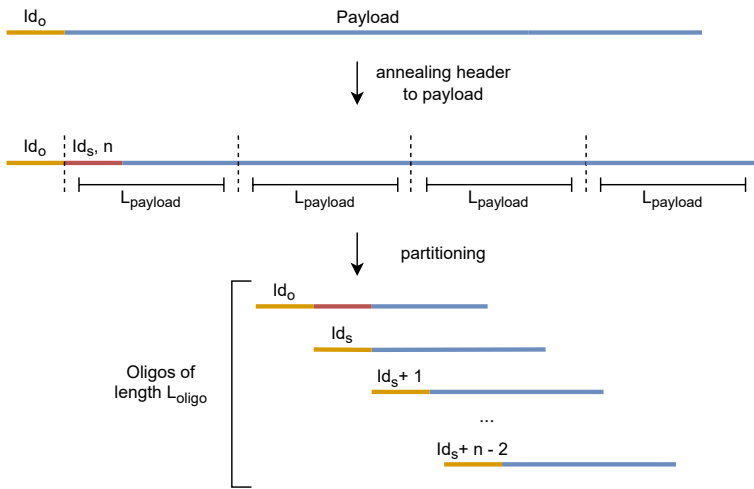 Id_o
Payload
annealing header
to payload
Id_o
Id_s, n
L_payload
L_payload
L_payload
L_payload
partitioning
Oligos of
length L_oligo
Id_o
Id_s
Id_s+ 1
...
Id_s+ n - 2